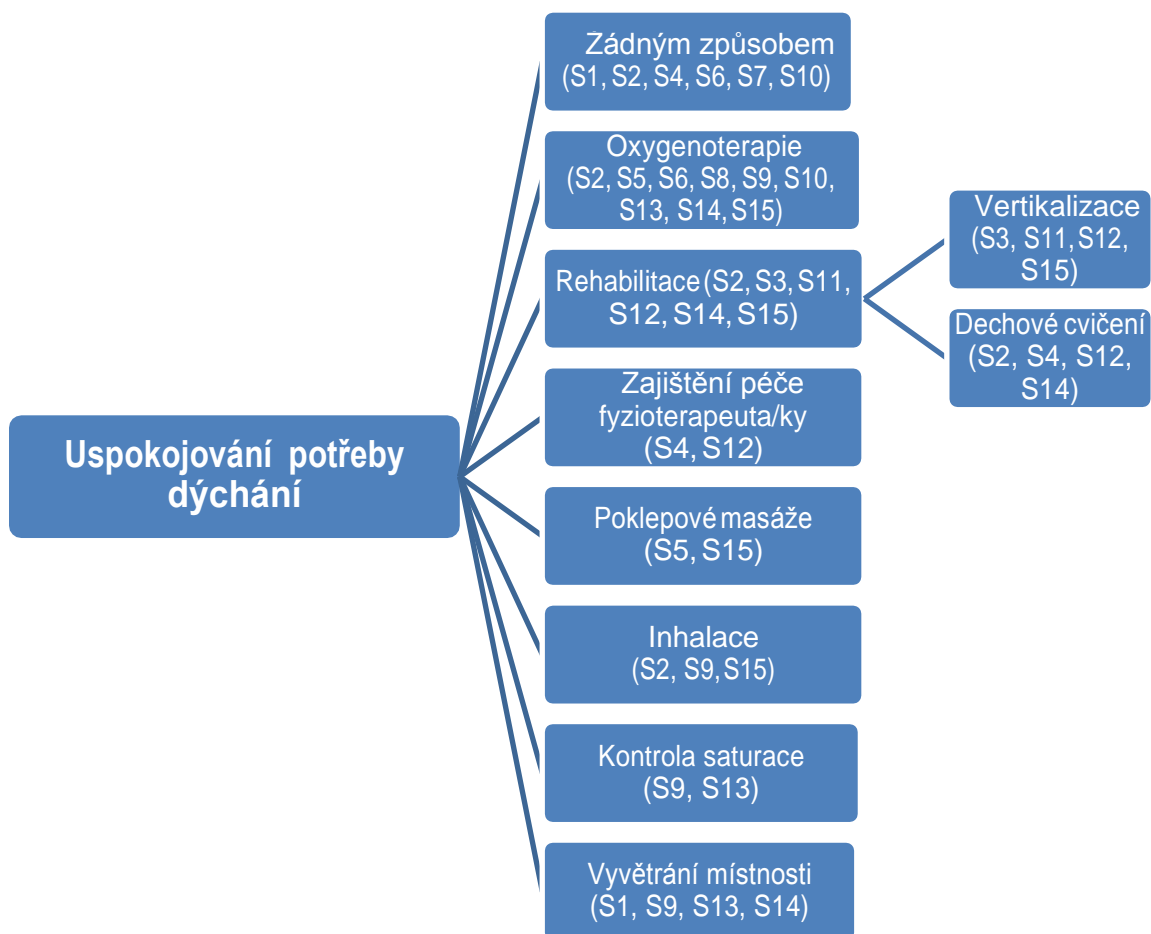 Žádným způsobem
(S1, S2, S4, S6, S7, S10)
Oxygenoterapie
(S2, S5, S6, S8, S9, S10,
S13, S14, S15)
Rehabilitace (S2, S3, S11,
S12, S14, S15)
Vertikalizace
(S3, S11, S12,
S15)
Dechové cvičení
(S2, S4, S12,
S14)
Zajištění péče
fyzioterapeuta/ky
(S4, S12)
Uspokojování potřeby
dýchání
Poklepové masáže
(S5, S15)
Inhalace
(S2, S9, S15)
Kontrola saturace
(S9, S13)
Vyvětrání místnosti
(S1, S9, S13, S14)